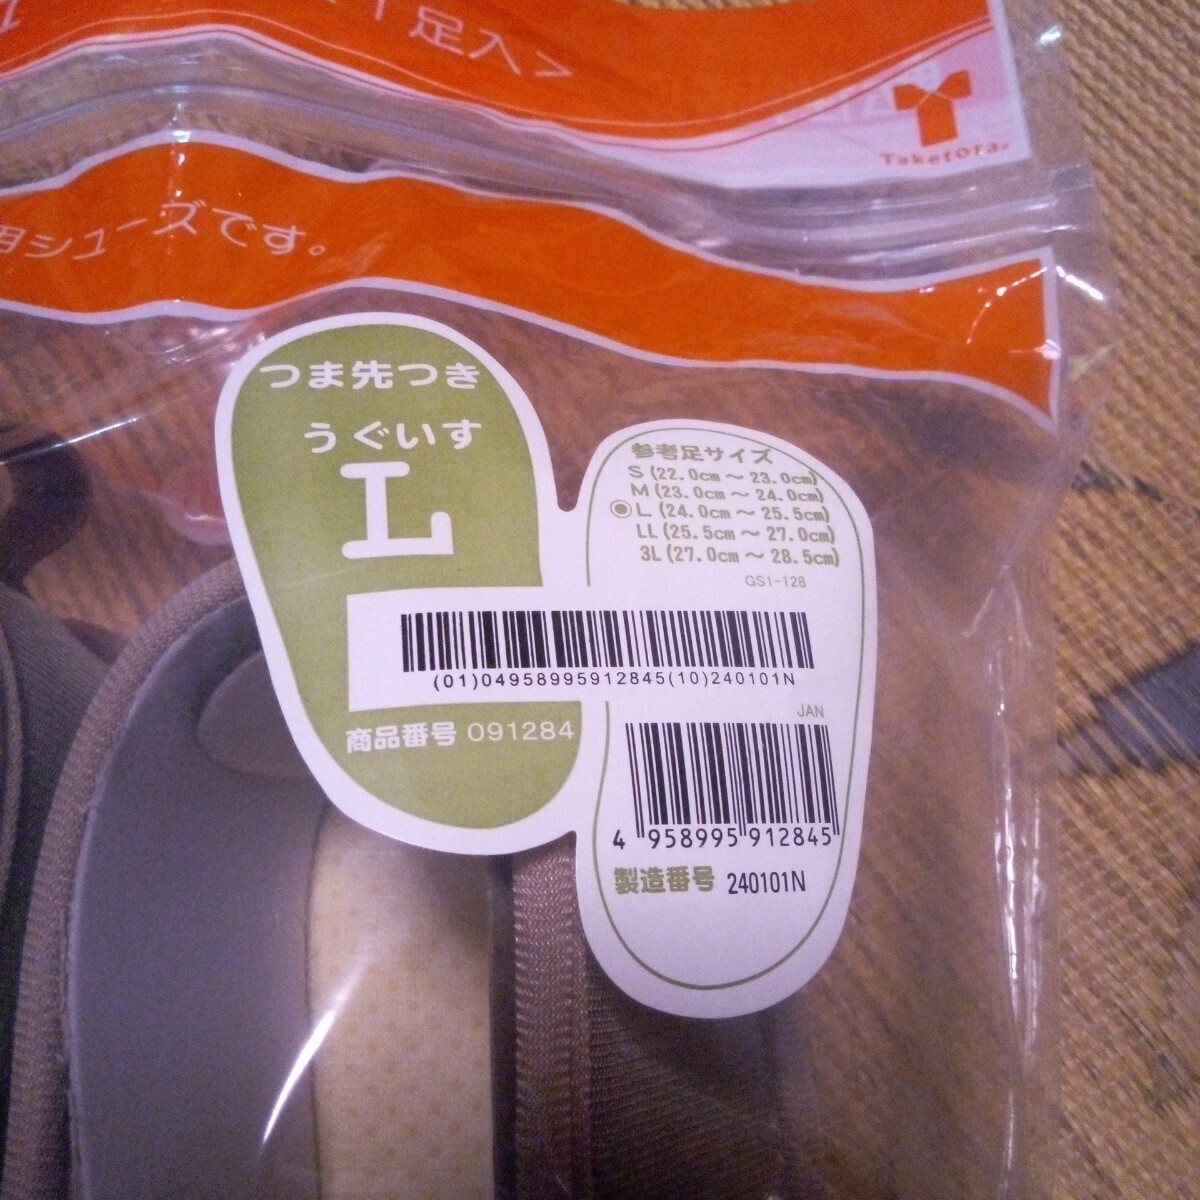 1足入>
Taketora
シューズです。
つま先つき
うぐいす
L
商品番号 091284
参考足サイズ
S (22.0cm ～ 23.0cm)
M (23.0cm ～ 24.0cm)
◉ L (24.0cm ～ 25.5cm)
LL (25.5cm ～ 27.0cm)
3L (27.0cm ～ 28.5cm)
GS1-128
(01)04958995912845(10)240101N
JAN
4 958995 912845
製造番号 240101N